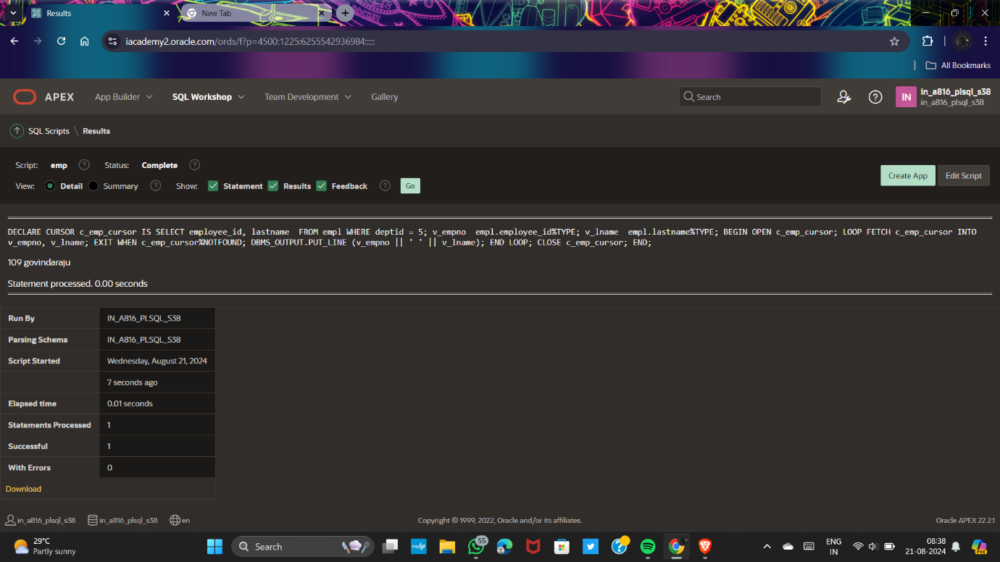 Results
New Tab
iacademy2.oracle.com/ords/f?p=4500:1225:6255542936984:::::
All Bookmarks
APEX App Builder SQL Workshop Team Development Gallery Search IN in_a816_plsql_s38
in_a816_plsql_s38
SQL Scripts \ Results
Script: emp ? Status: Complete ?
Create App Edit Script
View: Detail Summary ? Show: Statement Results Feedback ? Go
DECLARE CURSOR c_emp_cursor IS SELECT employee_id, lastname FROM empl WHERE deptid = 5; v_empno empl.employee_id%TYPE; v_lname empl.lastname%TYPE; BEGIN OPEN c_emp_cursor; LOOP FETCH c_emp_cursor INTO
v_empno, v_lname; EXIT WHEN c_emp_cursor%NOTFOUND; DBMS_OUTPUT.PUT_LINE (v_empno || ' ' || v_lname); END LOOP; CLOSE c_emp_cursor; END;
109 govindaraju
Statement processed. 0.00 seconds
Run By IN_A816_PLSQL_S38
Parsing Schema IN_A816_PLSQL_S38
Script Started Wednesday, August 21, 2024
7 seconds ago
Elapsed time 0.01 seconds
Statements Processed 1
Successful 1
With Errors 0
Download
in_a816_plsql_s38 in_a816_plsql_s38 en Copyright © 1999, 2022, Oracle and/or its affiliates. Oracle APEX 22.2.1
29°C
Partly sunny
Search
myhp
55
ENG
IN
08:38
21-08-2024
PRE